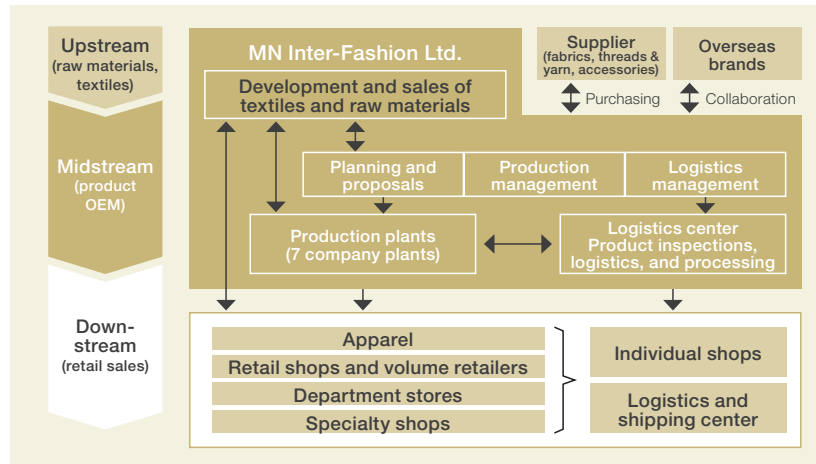 Upstream
(raw materials,
textiles)
Midstream
(product
OEM)
Down-
stream
(retail sales)
MN Inter-Fashion Ltd.
Development and sales of
textiles and raw materials
Supplier
(fabrics, threads &
yarn, accessories)
Overseas
brands
Purchasing
Collaboration
Planning and
proposals
Production
management
Logistics
management
Production plants
(7 company plants)
Logistics center
Product inspections,
logistics, and processing
Apparel
Retail shops and volume retailers
Department stores
Specialty shops
Individual shops
Logistics and
shipping center